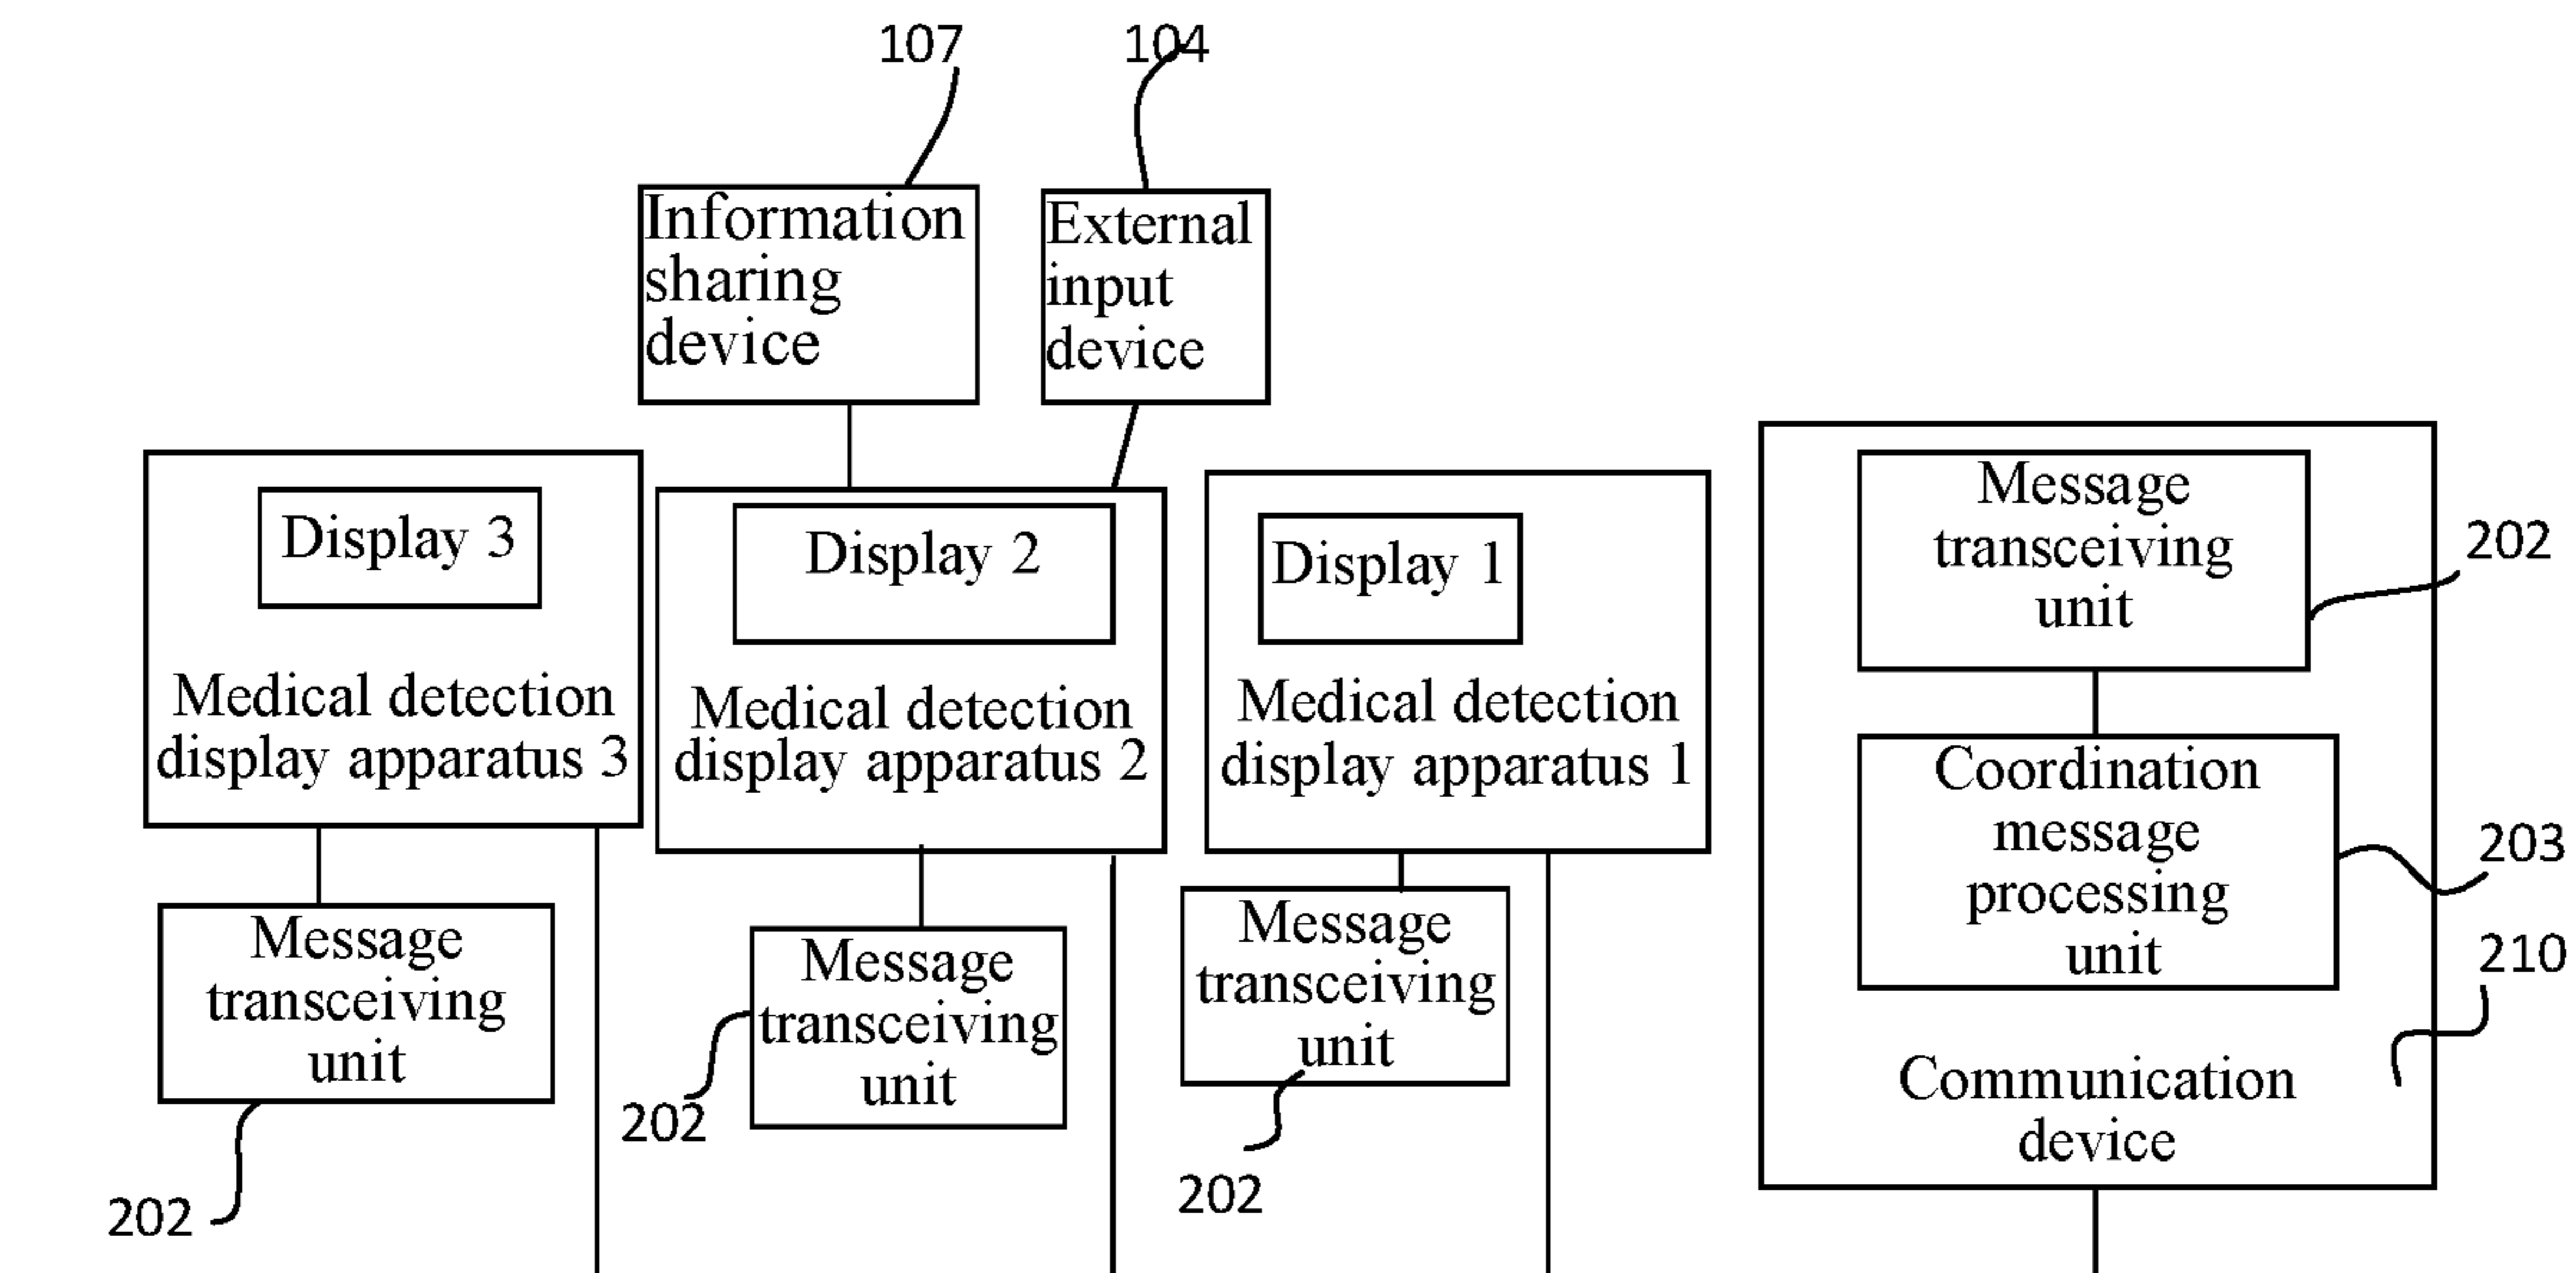 107
104
Information
sharing
device
External
input
device
Display 3
Medical detection
display apparatus 3
Display 2
Medical detection
display apparatus 2
Display 1
Medical detection
display apparatus 1
Message
transceiving
unit
202
Message
transceiving
unit
202
Message
transceiving
unit
202
Message
transceiving
unit
202
Coordination
message
processing
unit
203
210
Communication
device